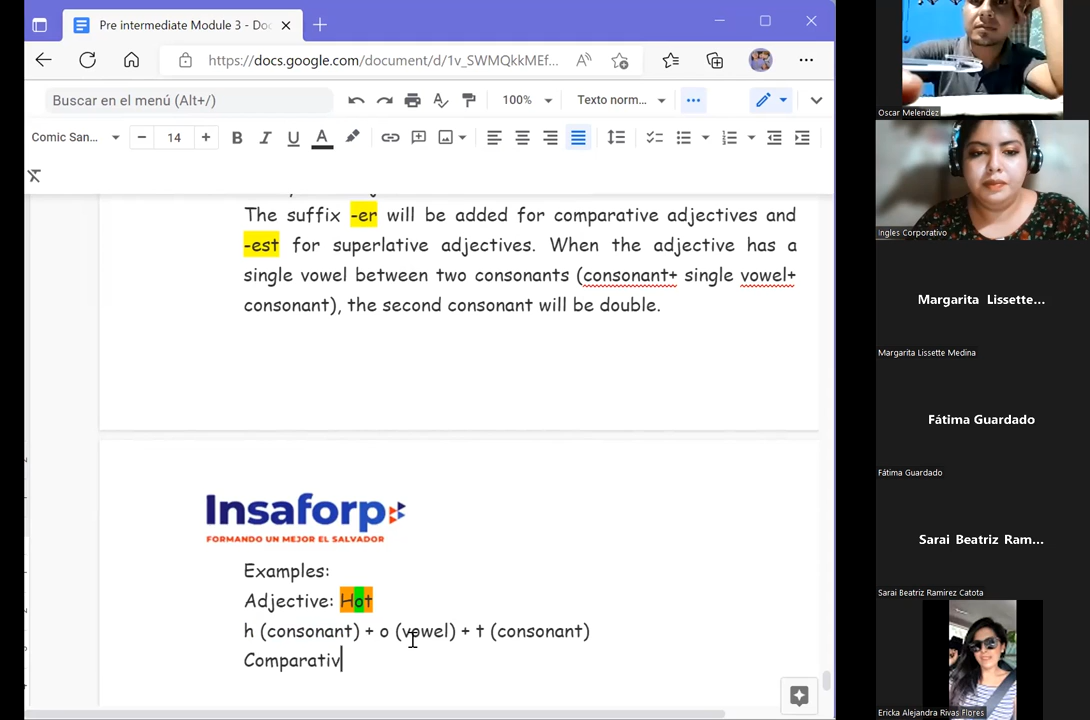 Pre intermediate Module 3 - Doc
https://docs.google.com/document/d/1v_SWMQkkMEf...
Buscar en el menú (Alt+/)
100%
Texto norm...
Comic San...
14
The suffix -er will be added for comparative adjectives and
-est for superlative adjectives. When the adjective has a
single vowel between two consonants (consonant+ single vowel+
consonant), the second consonant will be double.
Insaforp
FORMANDO UN MEJOR EL SALVADOR
Examples:
Adjective: Hot
h (consonant) + o (vowel) + t (consonant)
Comparativ
Oscar Melendez
Ingles Corporativo
Margarita Lissette...
Margarita Lissette Medina
Fátima Guardado
Fátima Guardado
Sarai Beatriz Ram...
Sarai Beatriz Ramirez Catota
Ericka Alejandra Rivas Flores